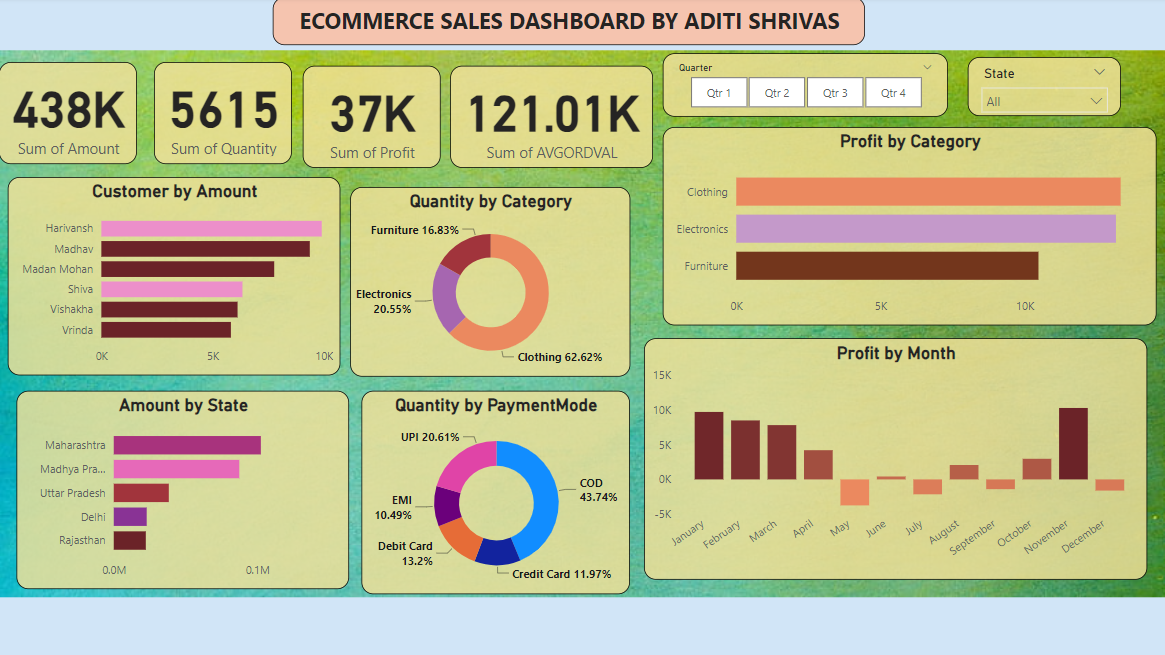 ECOMMERCE SALES DASHBOARD BY ADITI SHRIVAS
438K
Sum of Amount
5615
Sum of Quantity
37K
Sum of Profit
121.01K
Sum of AVGORDVAL
Quarter
Qtr 1
Qtr 2
Qtr 3
Qtr 4
State
All
Customer by Amount
Harivansh
Madhav
Madan Mohan
Shiva
Vishakha
Vrinda
0K
5K
10K
Quantity by Category
Furniture 16.83%
Electronics
20.55%
Clothing 62.62%
Profit by Category
Clothing
Electronics
Furniture
0K
5K
10K
Amount by State
Maharashtra
Madhya Pra...
Uttar Pradesh
Delhi
Rajasthan
0.0M
0.1M
Quantity by PaymentMode
UPI 20.61%
COD
43.74%
EMI
10.49%
Debit Card
13.2%
Credit Card 11.97%
Profit by Month
15K
10K
5K
0K
-5K
January
February
March
April
May
June
July
August
September
October
November
December